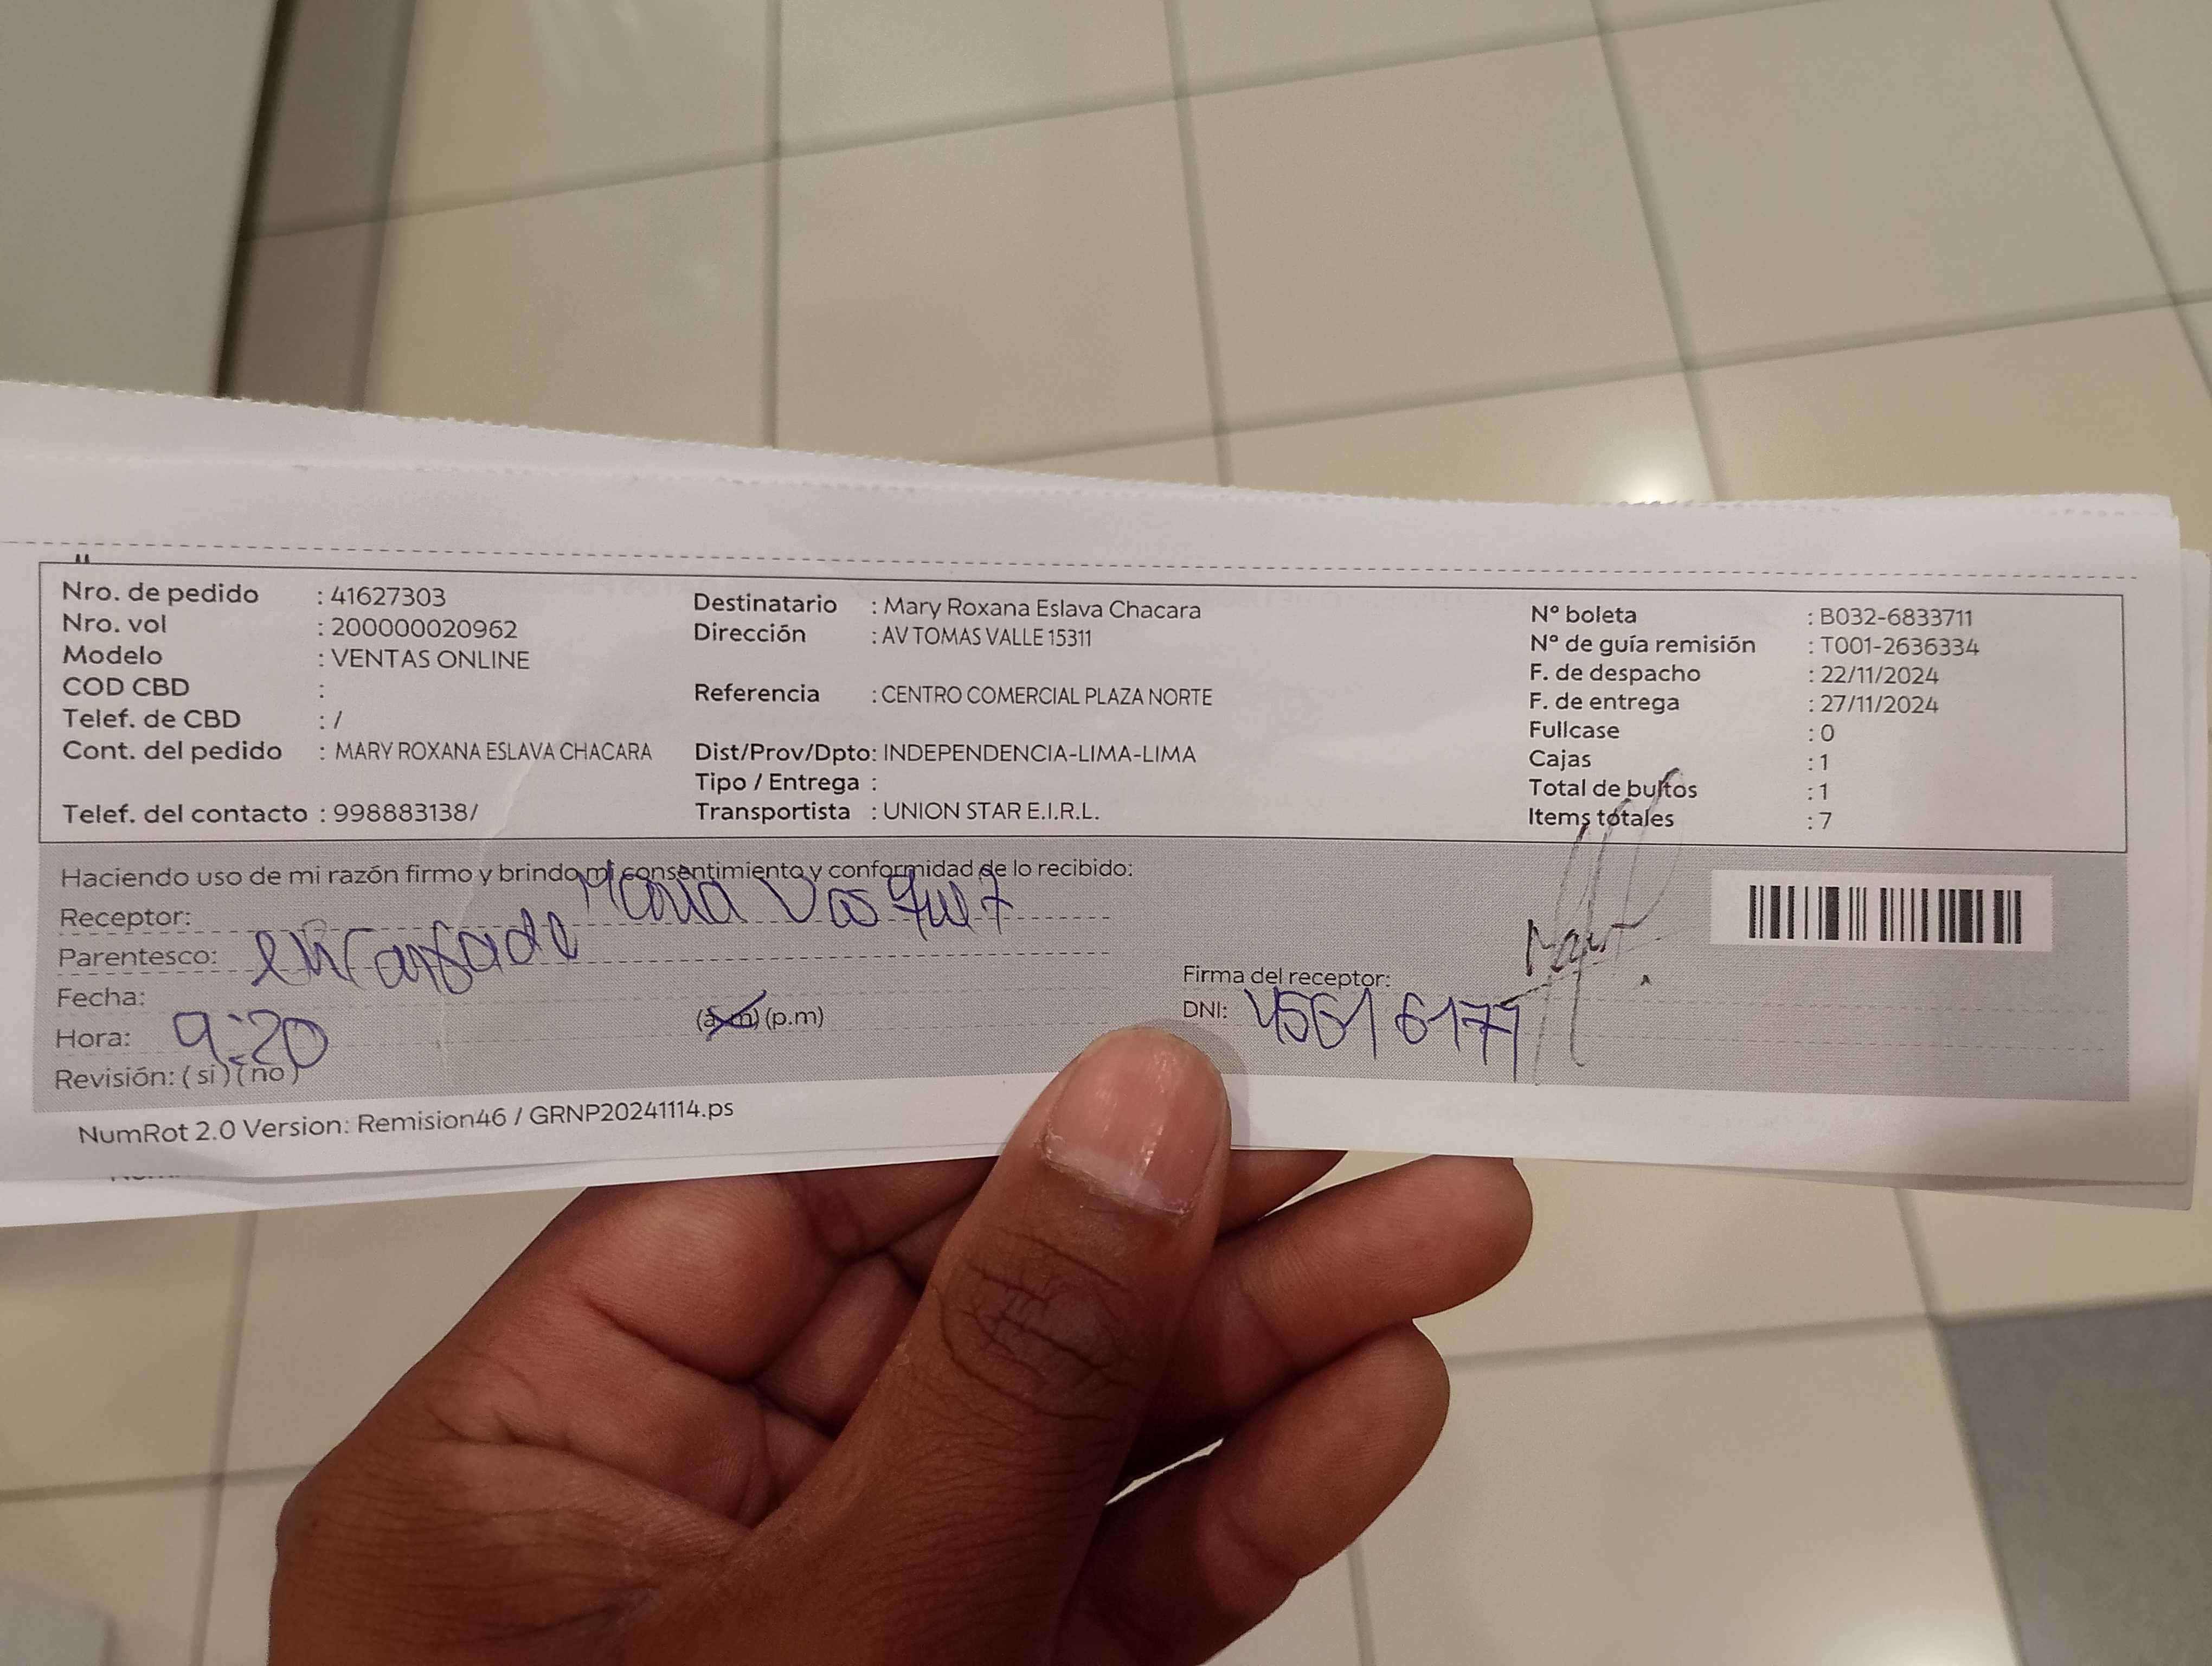 Nro. de pedido : 41627303
Nro. vol : 200000020962
Modelo : VENTAS ONLINE
COD CBD :
Telef. de CBD : /
Cont. del pedido : MARY ROXANA ESLAVA CHACARA
Telef. del contacto : 998883138/
Destinatario : Mary Roxana Eslava Chacara
Dirección : AV TOMAS VALLE 15311
Referencia : CENTRO COMERCIAL PLAZA NORTE
Dist/Prov/Dpto: INDEPENDENCIA-LIMA-LIMA
Tipo / Entrega :
Transportista : UNION STAR E.I.R.L.
N° boleta : B032-6833711
N° de guía remisión : T001-2636334
F. de despacho : 22/11/2024
F. de entrega : 27/11/2024
Fullcase : 0
Cajas : 1
Total de bultos : 1
Items totales : 7
Haciendo uso de mi razón firmo y brindo mi consentimiento y conformidad de lo recibido:
Receptor: Maria Vasquez
Parentesco: encargado
Fecha:
Hora: 9:20 (a.m) (p.m)
Revisión: ( si ) ( no )
Firma del receptor:
DNI: 45616177
NumRot 2.0 Version: Remision46 / GRNP20241114.ps